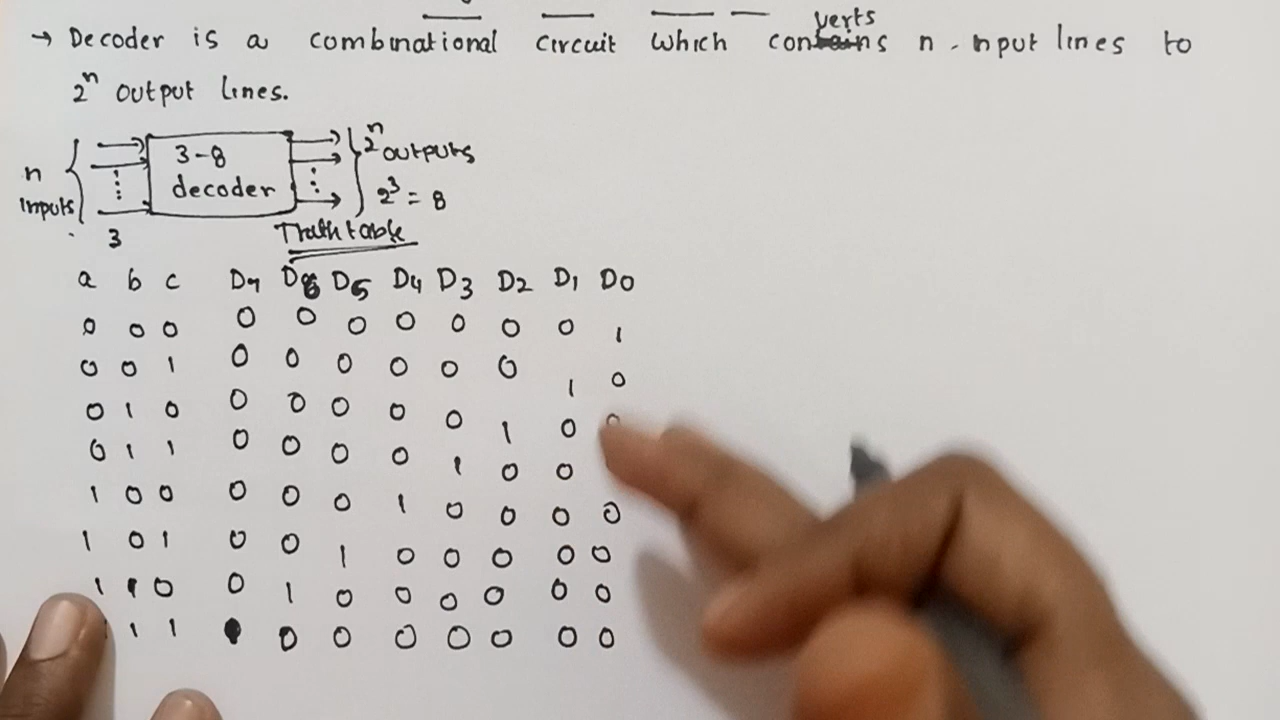 → Decoder is a combinational circuit which converts n-input lines to
2ⁿ output lines.
n
inputs
3
3-8
decoder
2ⁿ outputs
2³ = 8
Truth table
a b c D7 D6 D5 D4 D3 D2 D1 D0
0 0 0 0 0 0 0 0 0 0 1
0 0 1 0 0 0 0 0 0 1 0
0 1 0 0 0 0 0 0 1 0
0 1 1 0 0 0 0 1 0 0
1 0 0 0 0 0 1 0 0 0 0
1 0 1 0 0 1 0 0 0 0 0
1 1 0 0 1 0 0 0 0 0 0
1 1 0 0 0 0 0 0 0